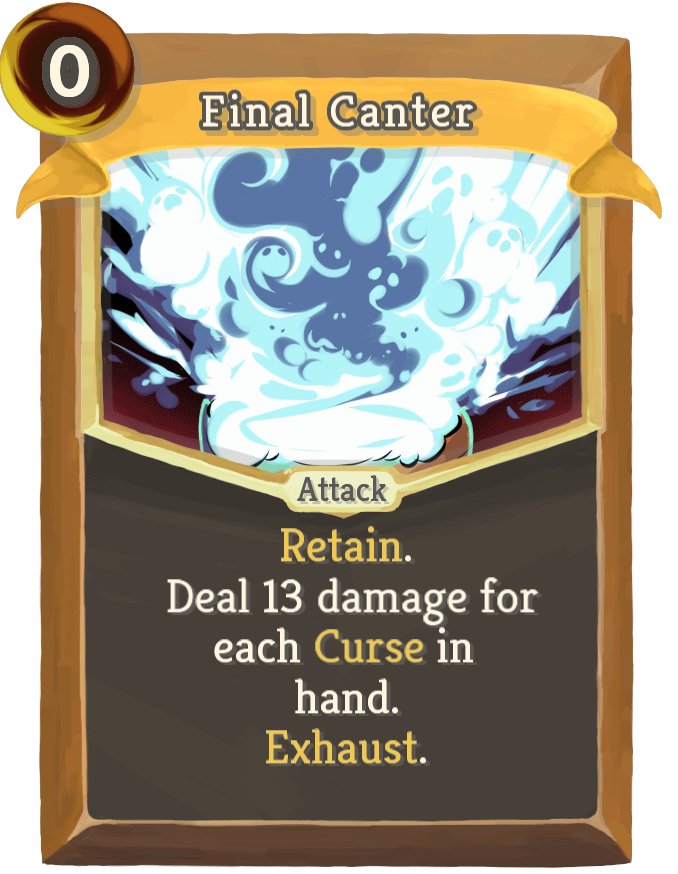 0
Final Canter
Attack
Retain.
Deal 13 damage for
each Curse in
hand.
Exhaust.